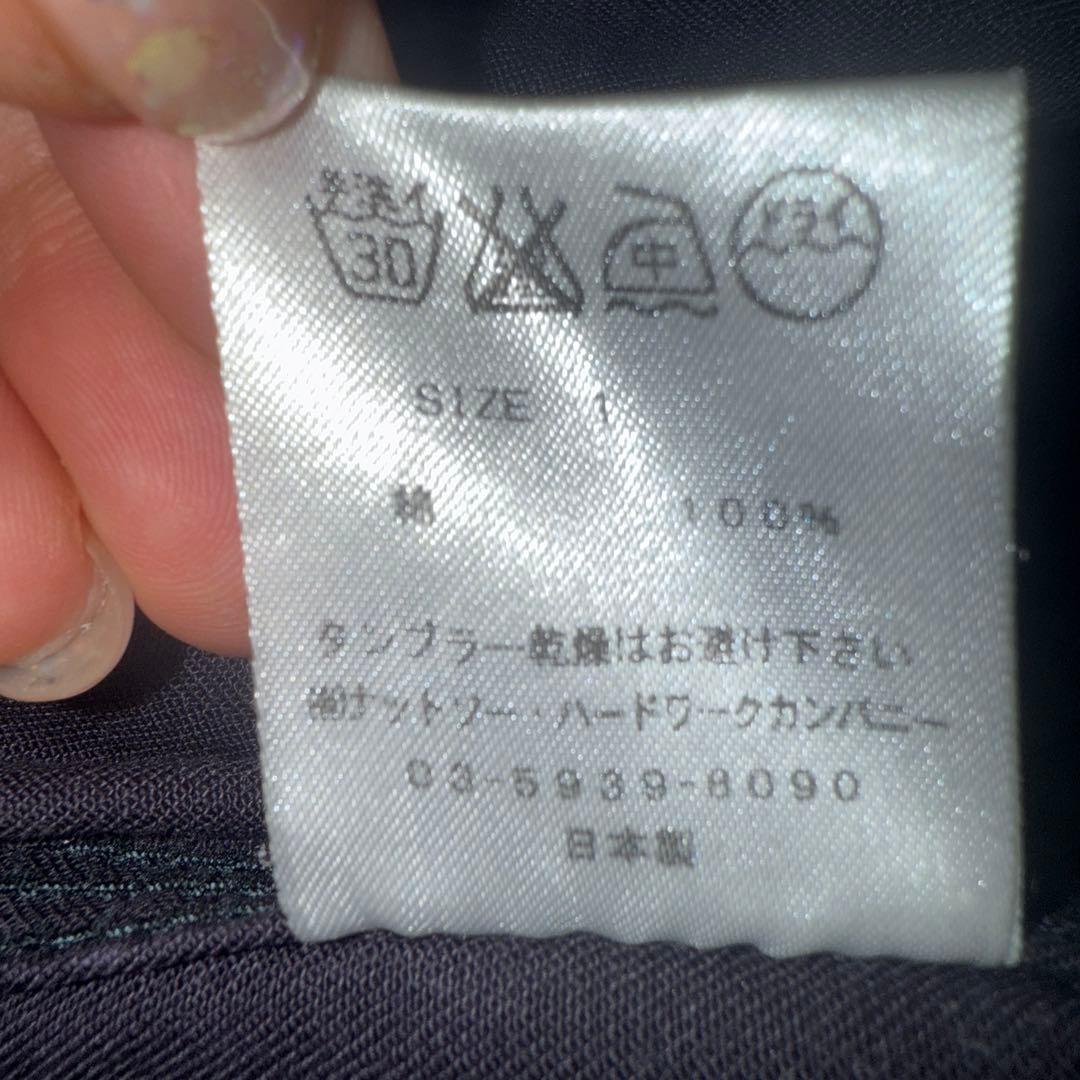 手洗イ 30 中 ドライ
SIZE 1
綿 100%
タンブラー乾燥はお避け下さい
㈲ナットソー・ハードワークカンパニー
03-5939-8090
日本製